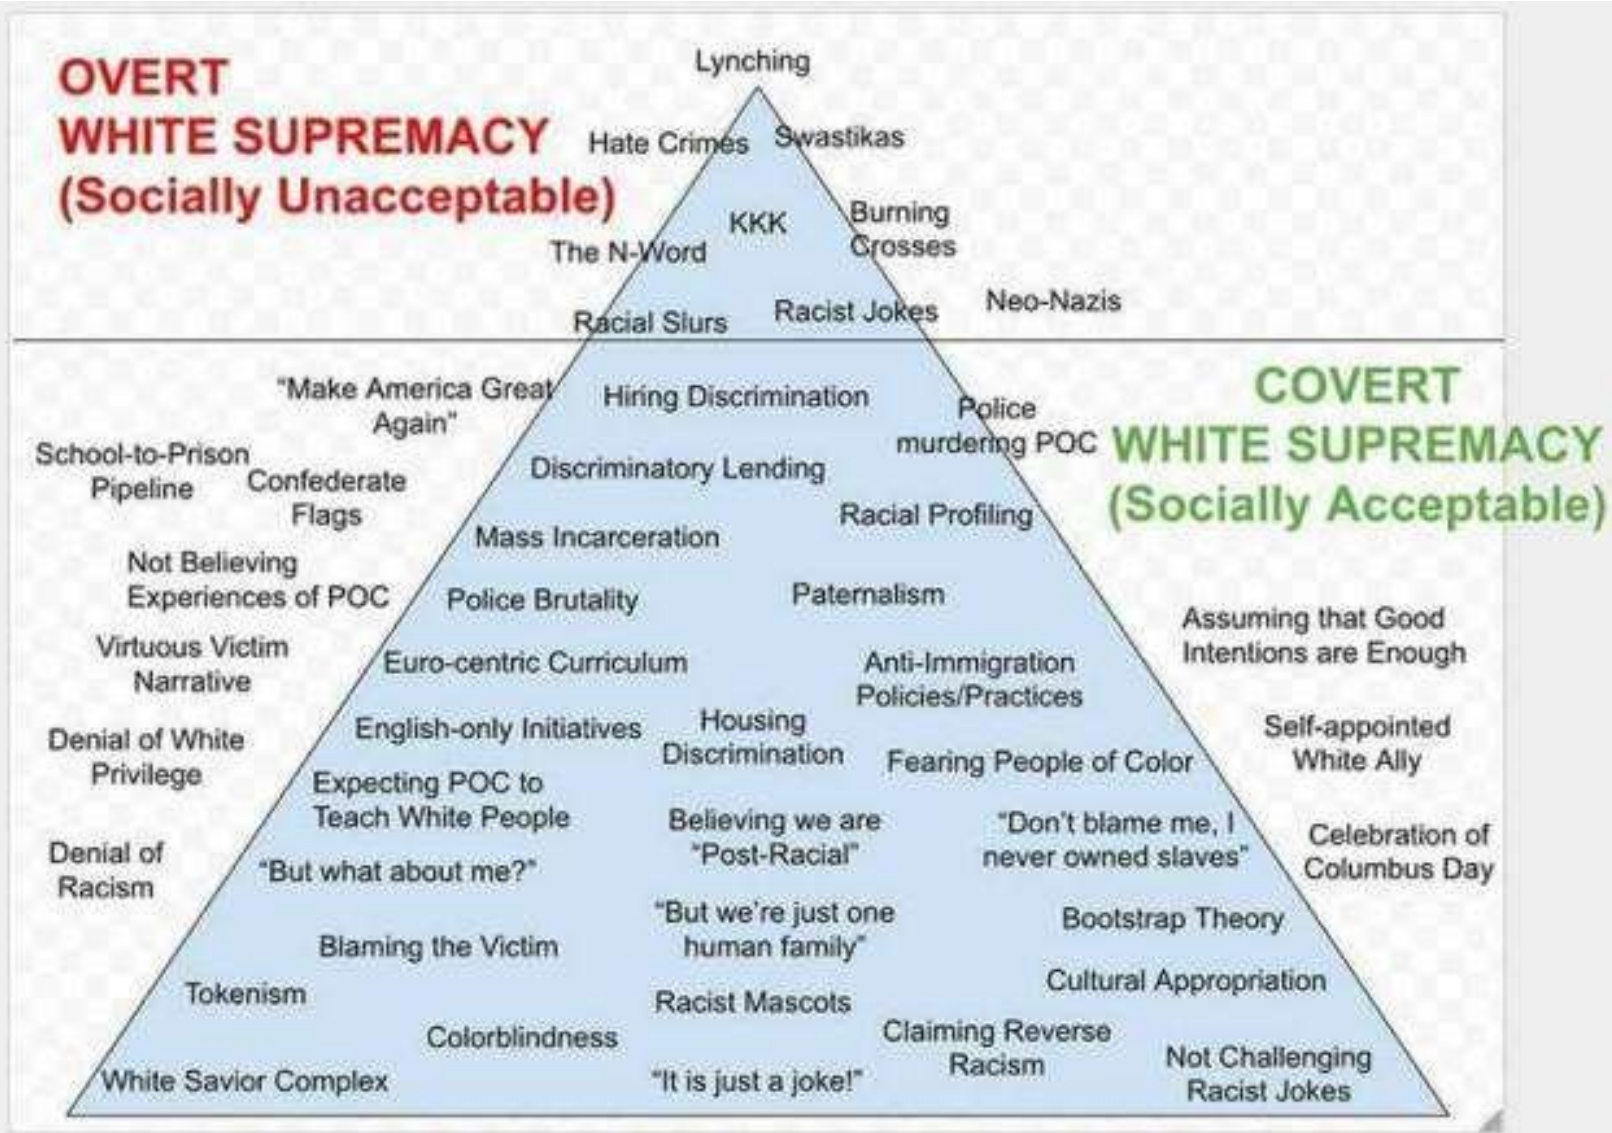 Lynching
OVERT
WHITE SUPREMACY
(Socially Unacceptable)
Hate Crimes
Swastikas
KKK
Burning
Crosses
The N-Word
Neo-Nazis
Racist Jokes
Racial Slurs
COVERT
WHITE SUPREMACY
(Socially Acceptable)
"Make America Great
Again"
Hiring Discrimination
Police
murdering POC
School-to-Prison
Pipeline
Confederate
Flags
Discriminatory Lending
Racial Profiling
Mass Incarceration
Not Believing
Experiences of POC
Police Brutality
Paternalism
Assuming that Good
Intentions are Enough
Virtuous Victim
Narrative
Euro-centric Curriculum
Anti-Immigration
Policies/Practices
English-only Initiatives
Housing
Discrimination
Self-appointed
White Ally
Denial of White
Privilege
Fearing People of Color
Expecting POC to
Teach White People
Believing we are
"Post-Racial"
"Don't blame me, I
never owned slaves"
Celebration of
Columbus Day
Denial of
Racism
"But what about me?"
"But we're just one
human family"
Bootstrap Theory
Blaming the Victim
Cultural Appropriation
Tokenism
Racist Mascots
Colorblindness
Claiming Reverse
Racism
Not Challenging
Racist Jokes
White Savior Complex
"It is just a joke!"